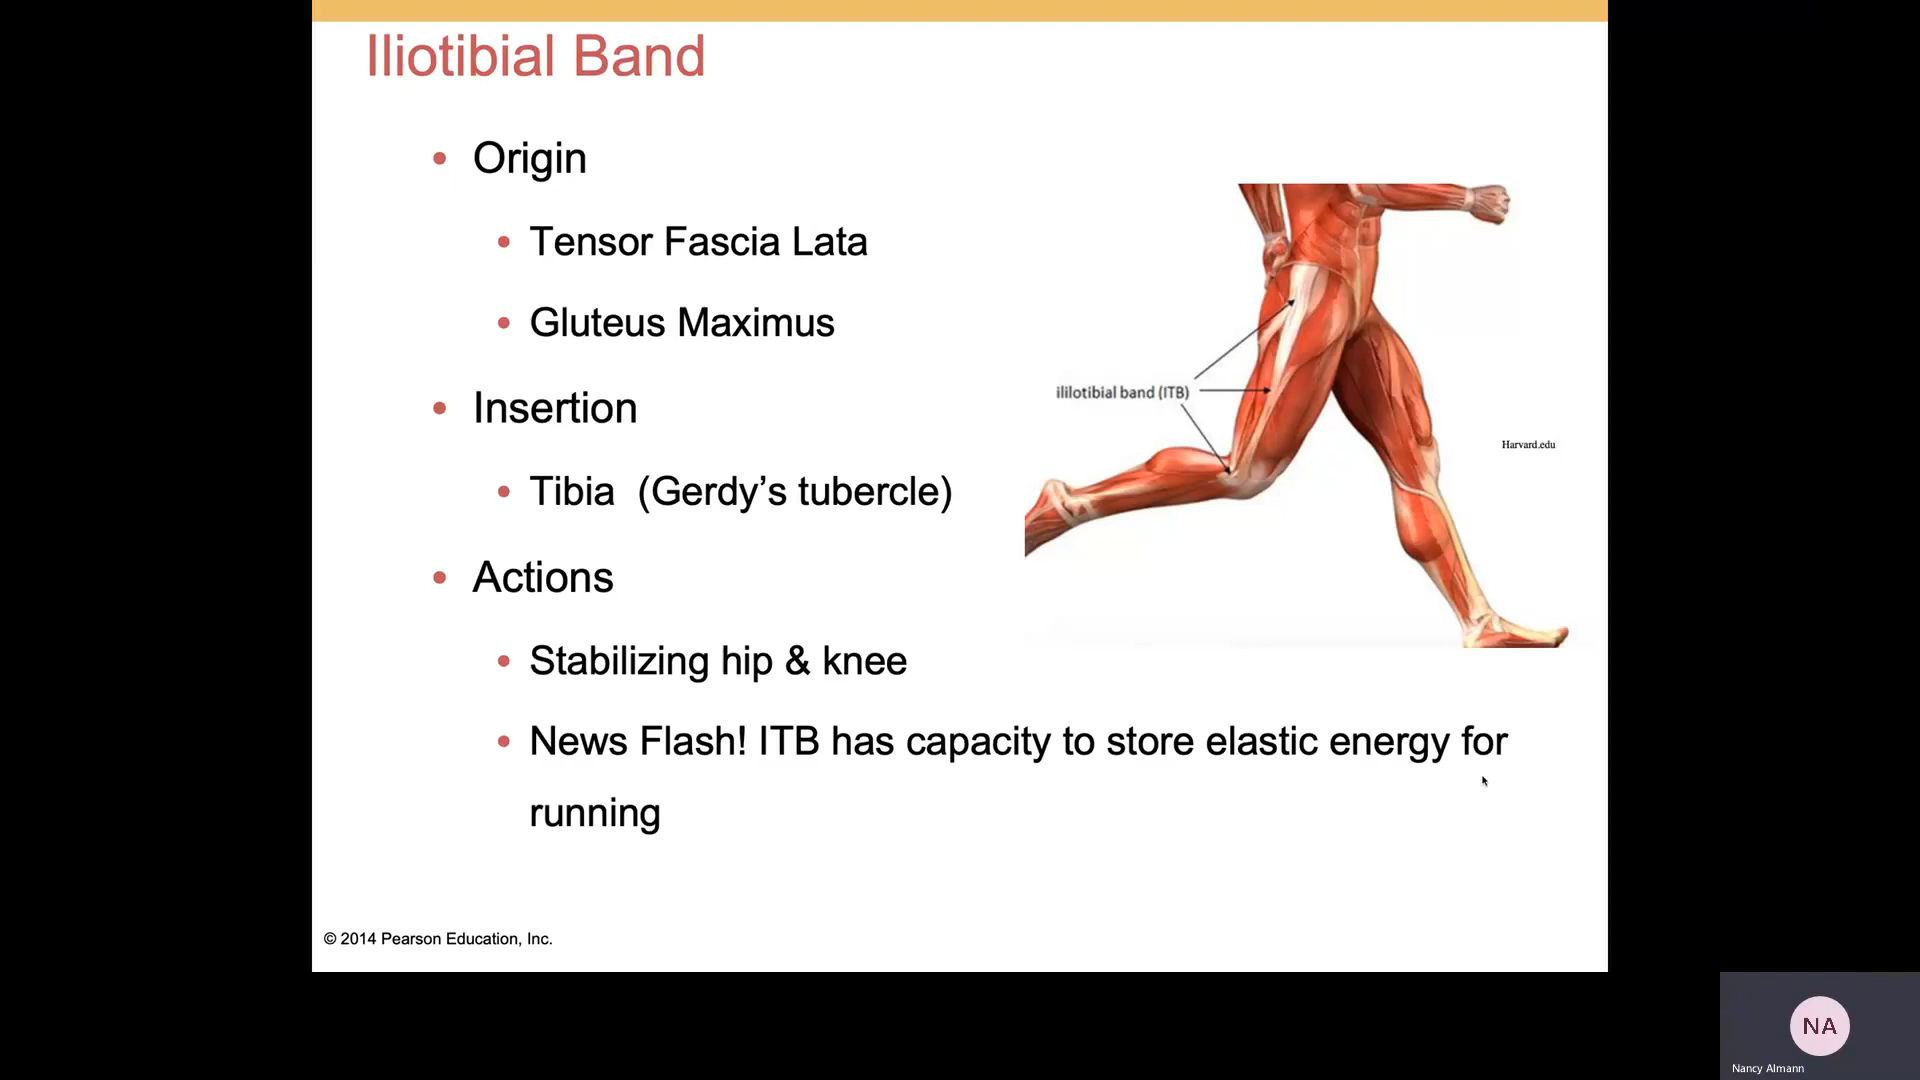 Iliotibial Band
• Origin
• Tensor Fascia Lata
• Gluteus Maximus
• Insertion
• Tibia  (Gerdy’s tubercle)
• Actions
• Stabilizing hip & knee
• News Flash! ITB has capacity to store elastic energy for
running
ililotibial band (ITB)
Harvard.edu
© 2014 Pearson Education, Inc.
NA
Nancy Almann